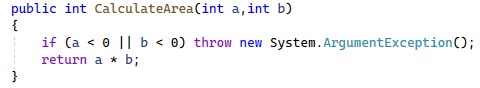 public int CalculateArea(int a,int b)
{
    if (a < 0 || b < 0) throw new System.ArgumentException();
    return a * b;
}